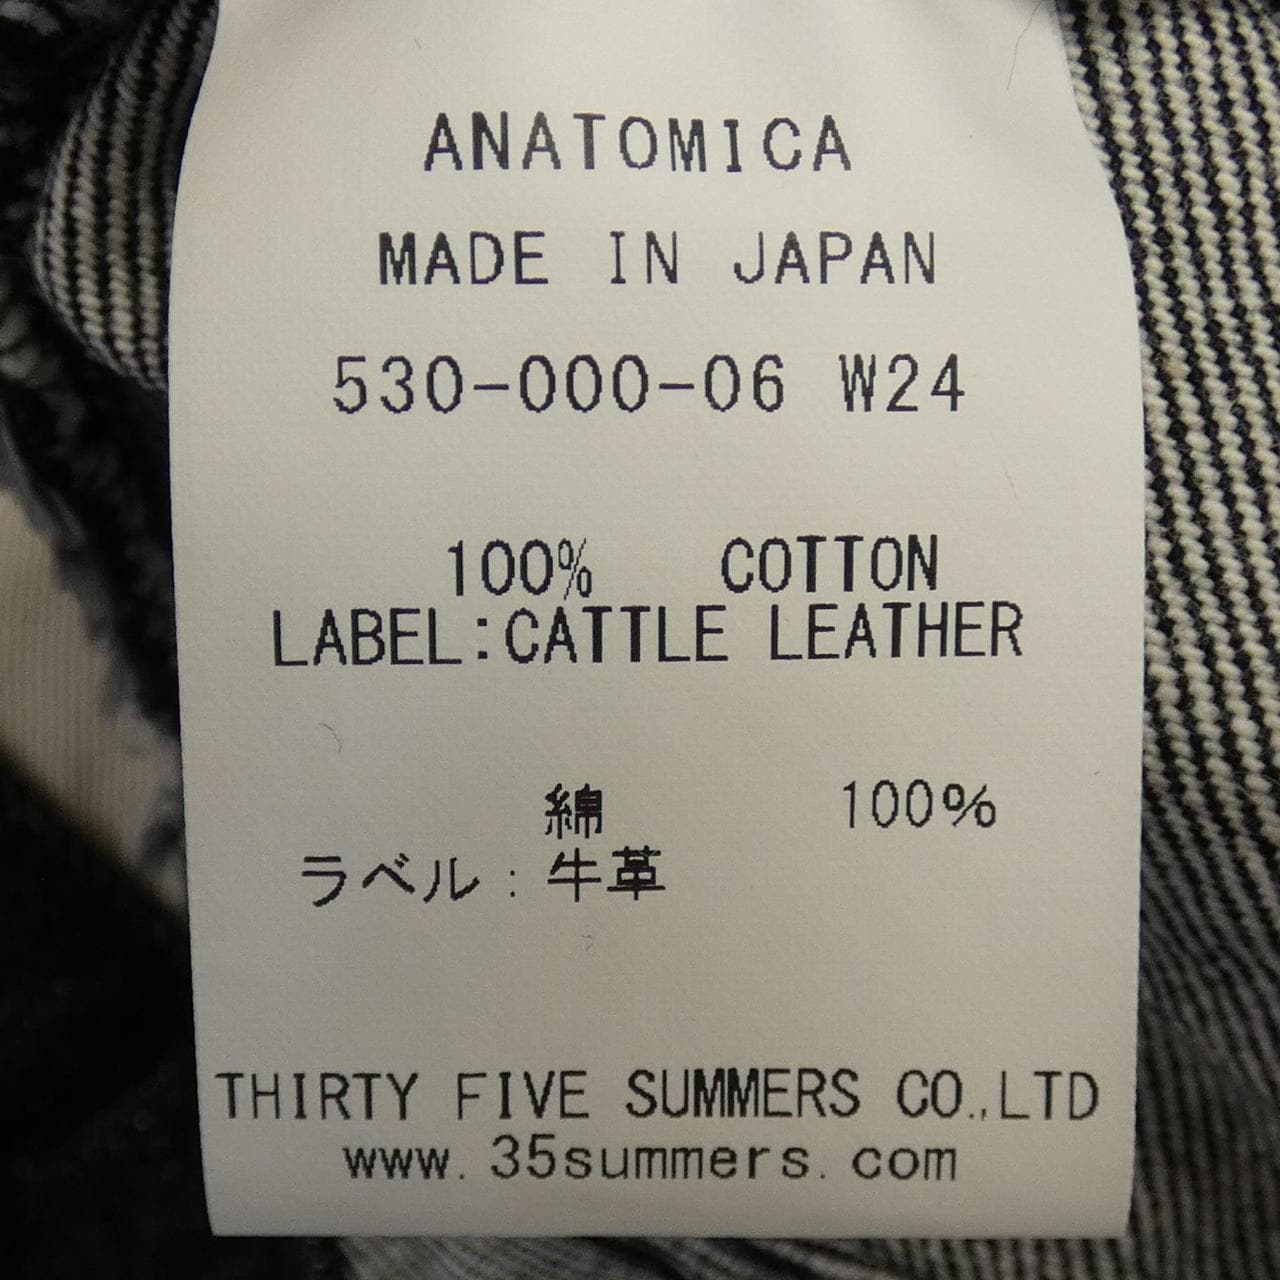 ANATOMICA
MADE IN JAPAN
530-000-06 W24
100% COTTON
LABEL:CATTLE LEATHER
綿 100%
ラベル:牛革
THIRTY FIVE SUMMERS CO.,LTD
www.35summers.com